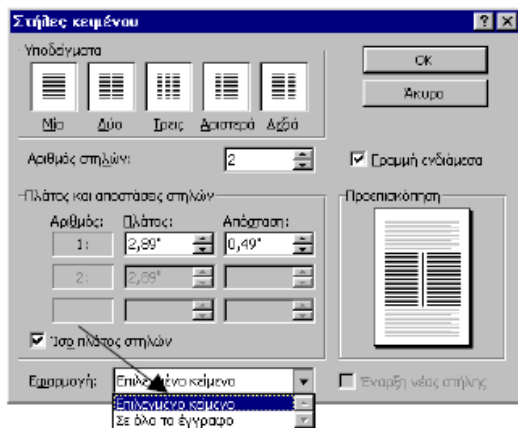 Στήλες κειμένου
Υποδείγματα
Μία Δύο Τρεις Αριστερά Δεξιά
OK
Άκυρο
Αριθμός στηλών: 2
Γραμμή ενδιάμεσα
Πλάτος και αποστάσεις στηλών
Αριθμός: Πλάτος: Απόσταση:
1: 2,89" 0,49"
2: 2,89"
Ίσο πλάτος στηλών
Προεπισκόπηση
Εφαρμογή: Επιλεγμένο κείμενο
Έναρξη νέας στήλης
Επιλεγμένο κείμενο
Σε όλο το έγγραφο